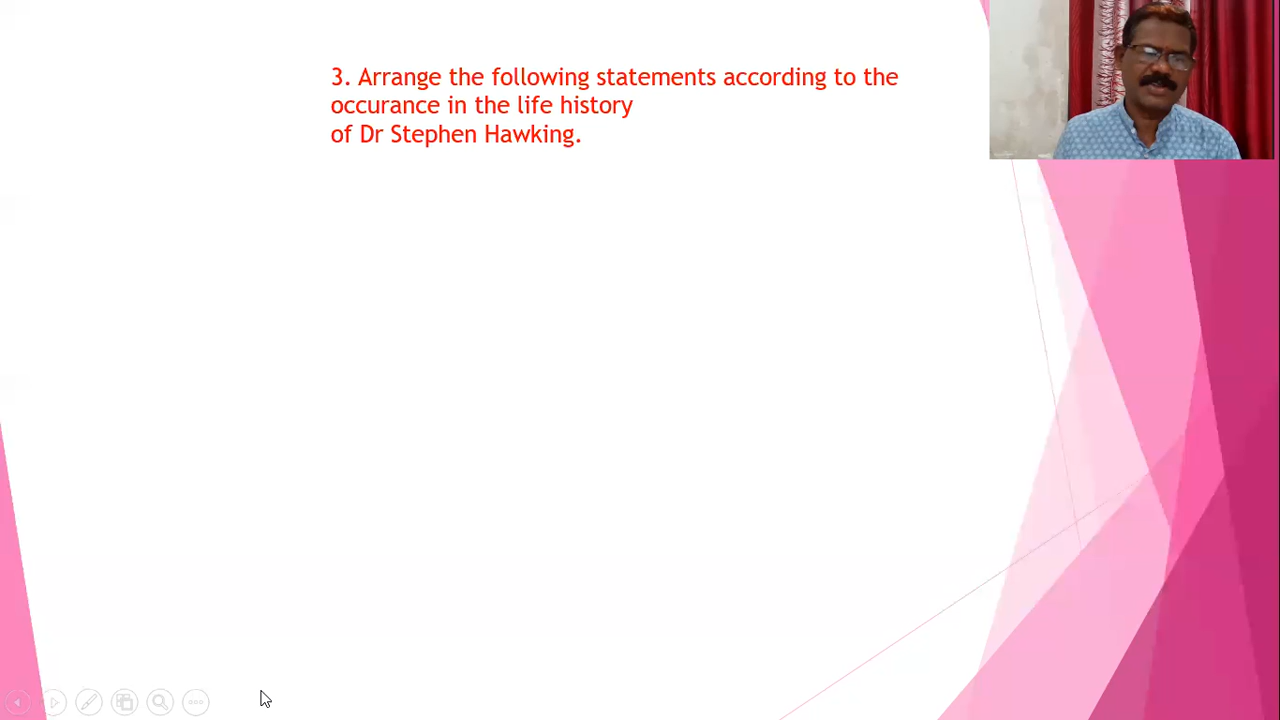 3. Arrange the following statements according to the
occurance in the life history
of Dr Stephen Hawking.